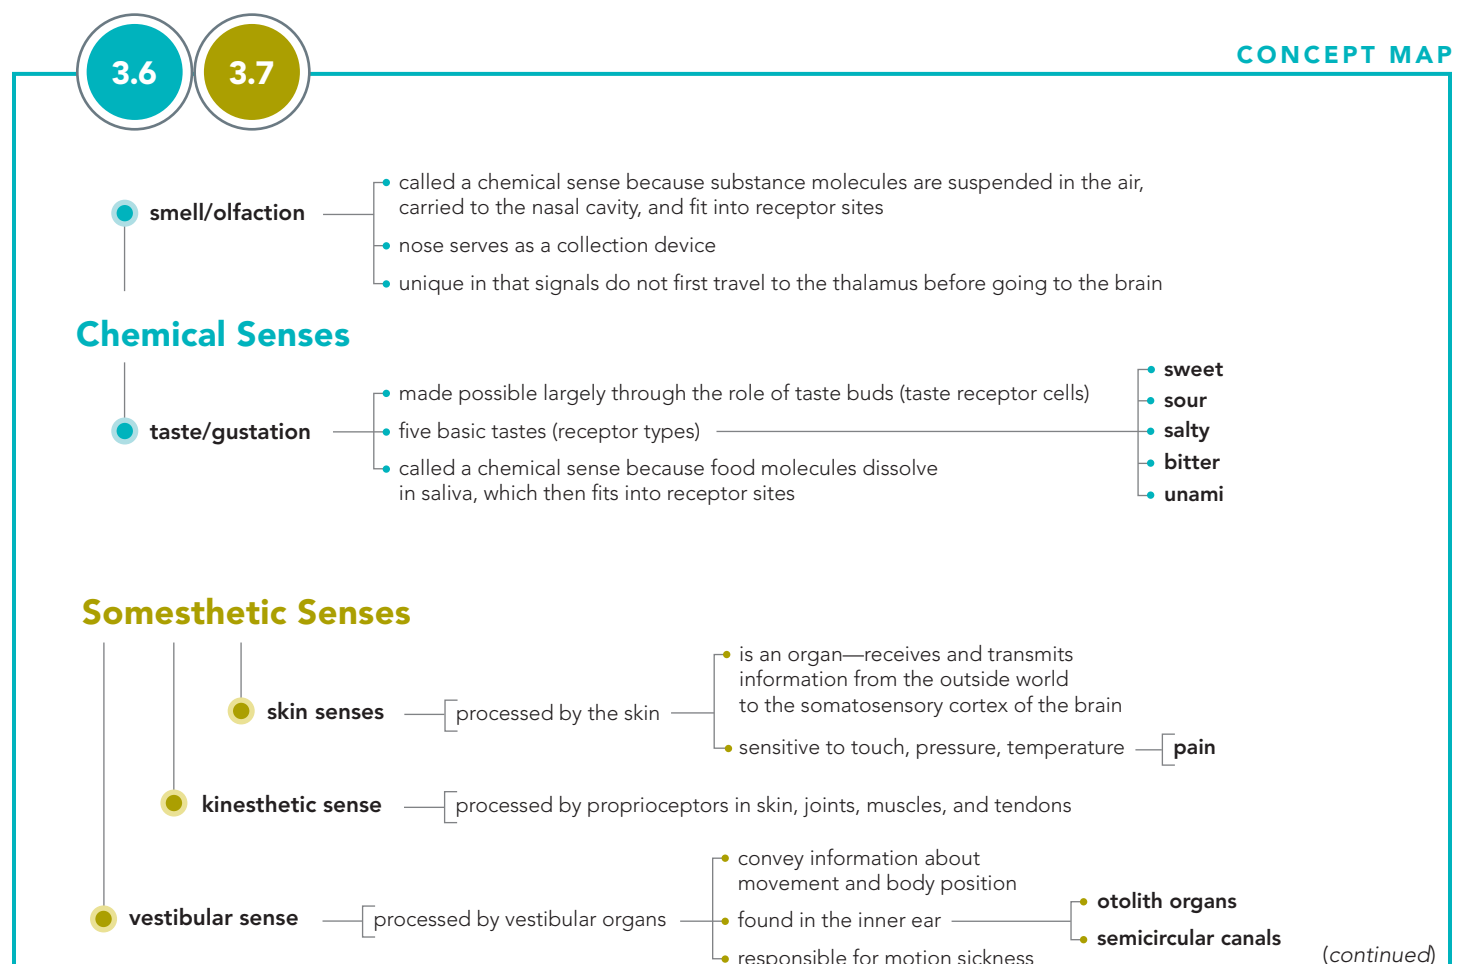 CONCEPT MAP
3.6
3.7
smell/olfaction
called a chemical sense because substance molecules are suspended in the air,
carried to the nasal cavity, and fit into receptor sites
nose serves as a collection device
unique in that signals do not first travel to the thalamus before going to the brain
Chemical Senses
taste/gustation
made possible largely through the role of taste buds (taste receptor cells)
five basic tastes (receptor types)
called a chemical sense because food molecules dissolve
in saliva, which then fits into receptor sites
sweet
sour
salty
bitter
unami
Somesthetic Senses
skin senses
processed by the skin
is an organ—receives and transmits
information from the outside world
to the somatosensory cortex of the brain
sensitive to touch, pressure, temperature
pain
kinesthetic sense
processed by proprioceptors in skin, joints, muscles, and tendons
vestibular sense
processed by vestibular organs
convey information about
movement and body position
found in the inner ear
otolith organs
semicircular canals
responsible for motion sickness
(continued)